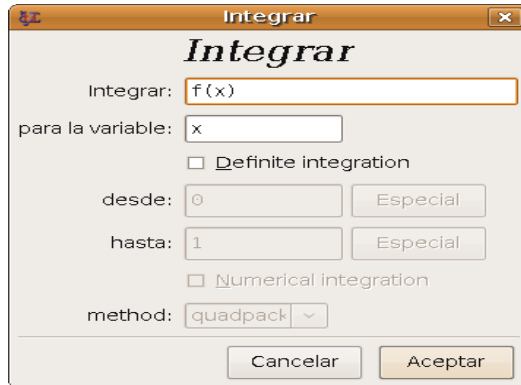 Integrar
Integrar
Integrar: f(x)
para la variable: x
Definite integration
desde: 0 Especial
hasta: 1 Especial
Numerical integration
method: quadpack
Cancelar Aceptar